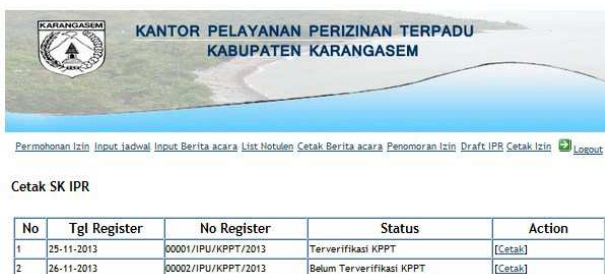 KARANGASEM
KANTOR PELAYANAN PERIZINAN TERPADU
KABUPATEN KARANGASEM
Permohonan Izin Input jadwal Input Berita acara List Notulen Cetak Berita acara Penomoran Izin Draft IPR Cetak Izin Logout
Cetak SK IPR
No Tgl Register No Register Status Action
1 25-11-2013 00001/IPU/KPPT/2013 Terverifikasi KPPT [Cetak]
2 26-11-2013 00002/IPU/KPPT/2013 Belum Terverifikasi KPPT [Cetak]